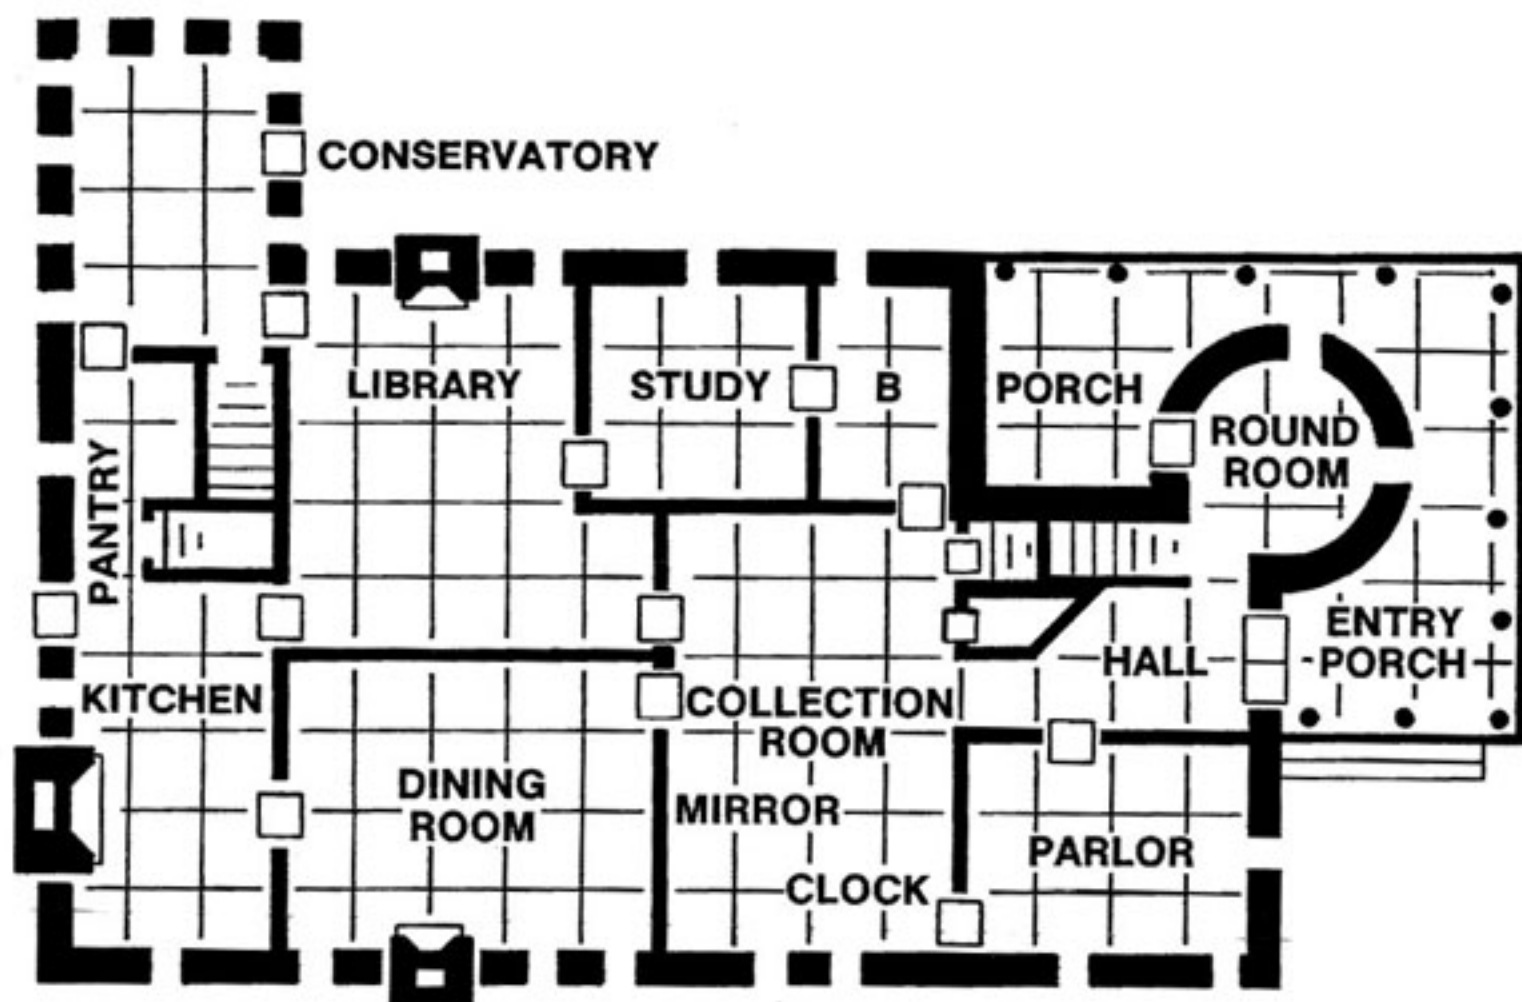 CONSERVATORY
LIBRARY
STUDY
B
PORCH
ROUND
ROOM
PANTRY
ENTRY
PORCH
HALL
KITCHEN
COLLECTION
ROOM
DINING
ROOM
MIRROR
PARLOR
CLOCK